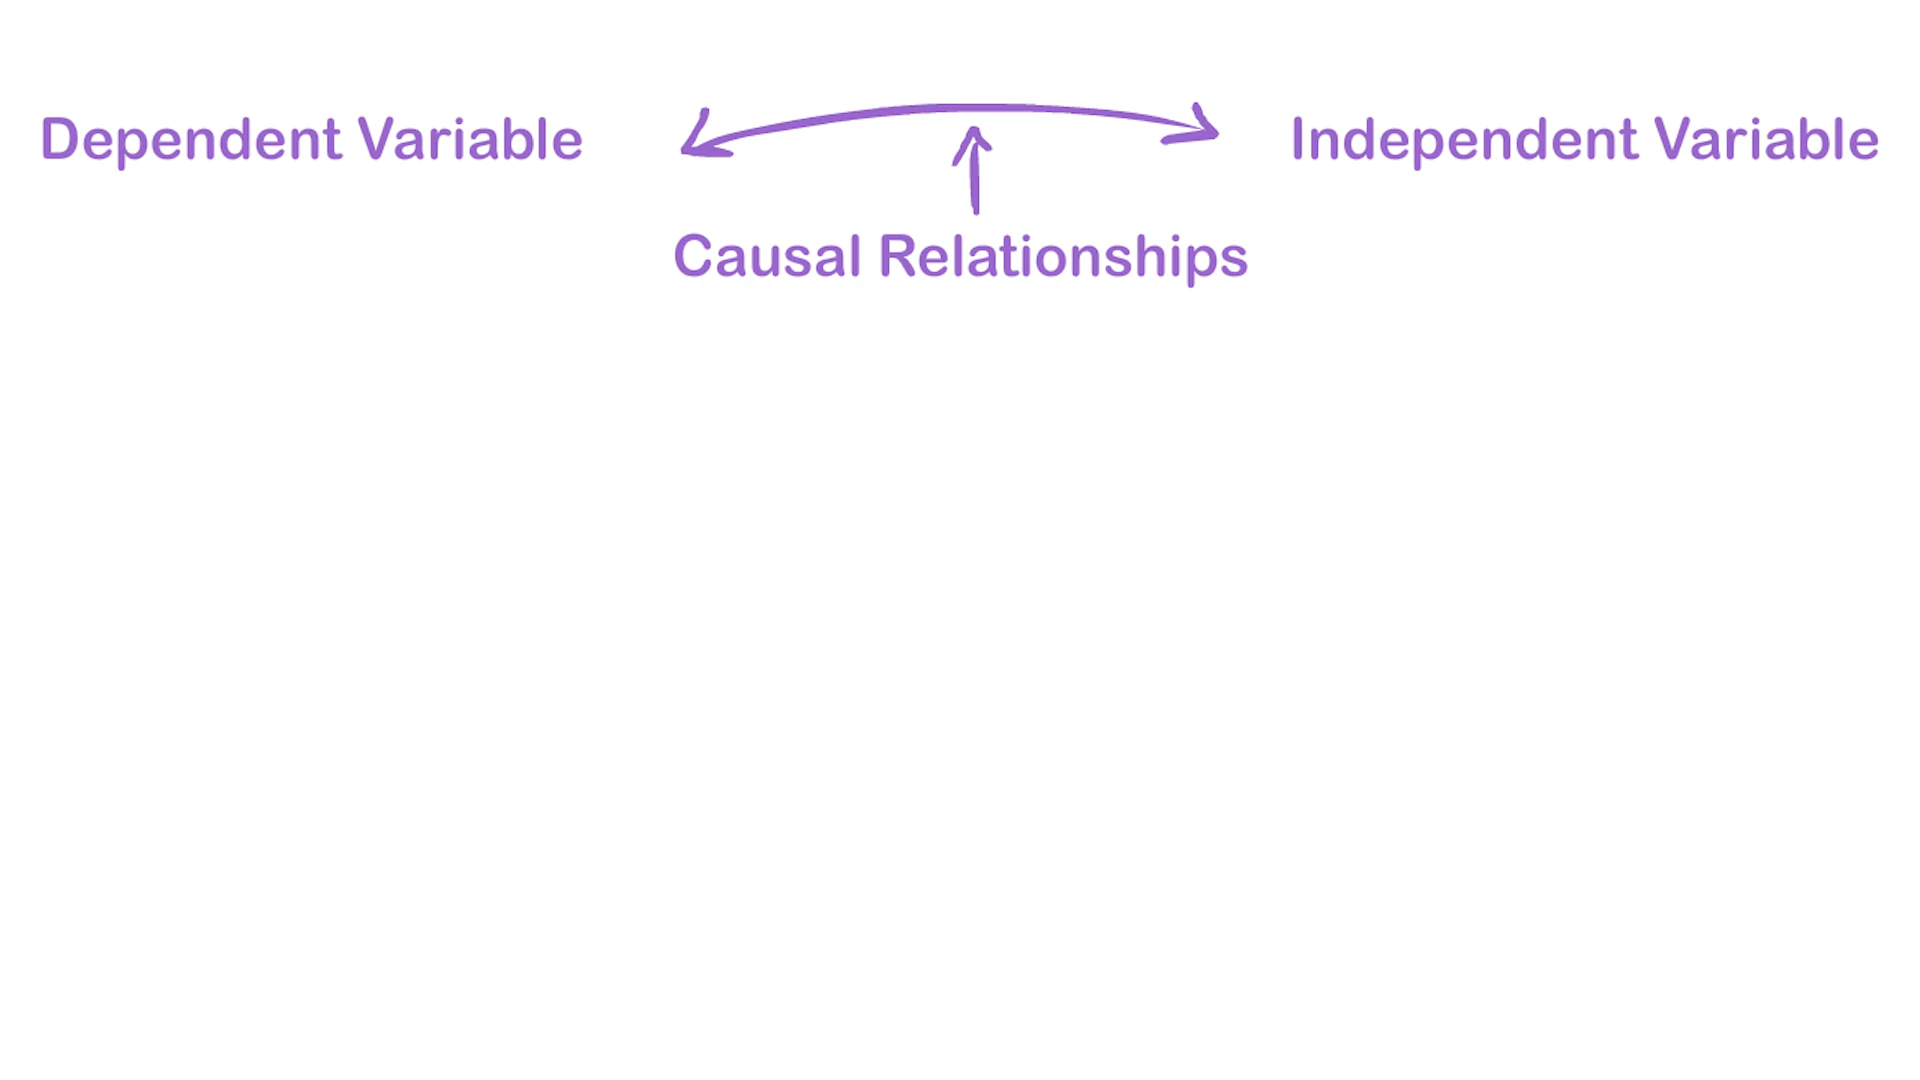 Dependent Variable
Independent Variable
Causal Relationships